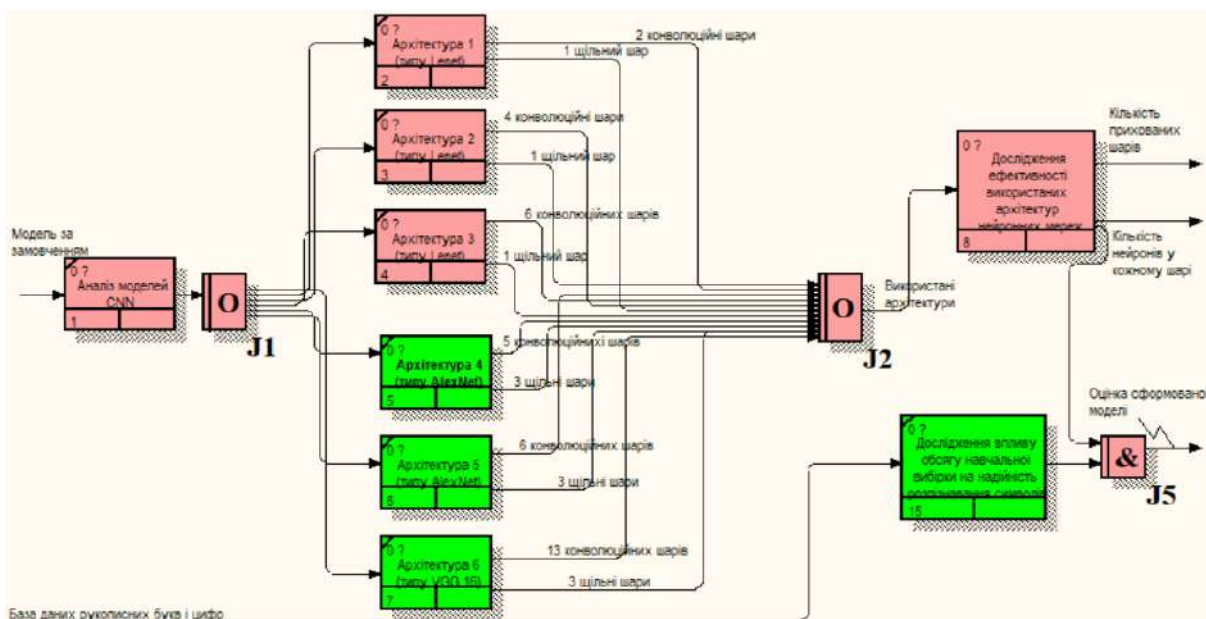 0 ?
Архітектура 1
(типу Lenet)
2
2 конволюційні шари
1 щільний шар
0 ?
Архітектура 2
(типу Lenet)
3
4 конволюційні шари
1 щільний шар
0 ?
Архітектура 3
(типу Lenet)
4
6 конволюційних шарів
1 щільний шар
Модель за
замовченням
0 ?
Аналіз моделей
CNN
1
O
J1
0 ?
Архітектура 4
(типу AlexNet)
5
5 конволюційних шарів
3 щільні шари
0 ?
Архітектура 5
(типу AlexNet)
6
6 конволюційних шарів
3 щільні шари
0 ?
Архітектура 6
(типу VGG 16)
7
13 конволюційних шарів
3 щільні шари
O
J2
Використані
архітектури
0 ?
Дослідження
ефективності
використаних
архітектур
нейронних мереж
8
Кількість
прихованих
шарів
Кількість
нейронів у
кожному шарі
0 ?
Дослідження впливу
обсягу навчальної
вибірки на надійність
розпізнавання символів
15
&
J5
Оцінка сформованої
моделі
База даних рукописних букв і цифр